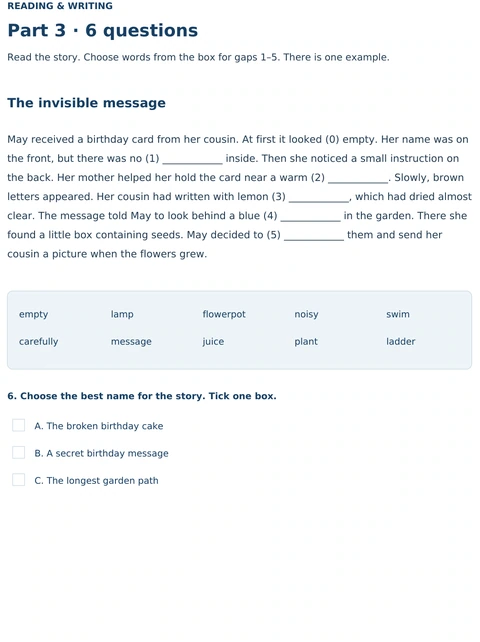 READING & WRITING
Part 3 · 6 questions
Read the story. Choose words from the box for gaps 1–5. There is one example.
The invisible message
May received a birthday card from her cousin. At first it looked (0) empty. Her name was on
the front, but there was no (1) ____________ inside. Then she noticed a small instruction on
the back. Her mother helped her hold the card near a warm (2) ____________. Slowly, brown
letters appeared. Her cousin had written with lemon (3) ____________, which had dried almost
clear. The message told May to look behind a blue (4) ____________ in the garden. There she
found a little box containing seeds. May decided to (5) ____________ them and send her
cousin a picture when the flowers grew.
empty lamp flowerpot noisy swim
carefully message juice plant ladder
6. Choose the best name for the story. Tick one box.
A. The broken birthday cake
B. A secret birthday message
C. The longest garden path